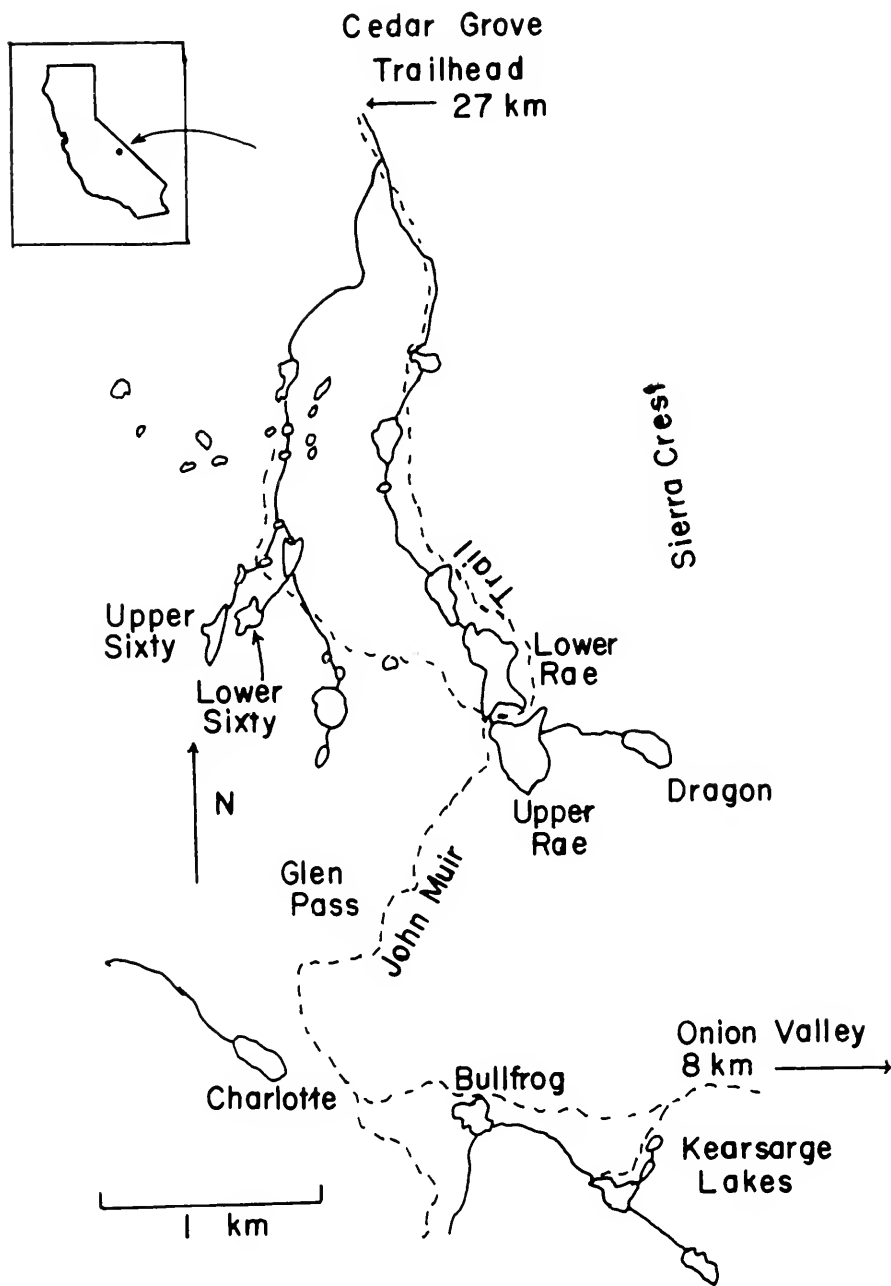 Cedar Grove
Trailhead
27 km
Sierra Crest
Trail
Upper
Sixty
Lower
Sixty
Lower
Rae
Dragon
Upper
Rae
N
Glen
Pass
John Muir
Onion Valley
8 km
Bullfrog
Charlotte
Kearsarge
Lakes
1 km